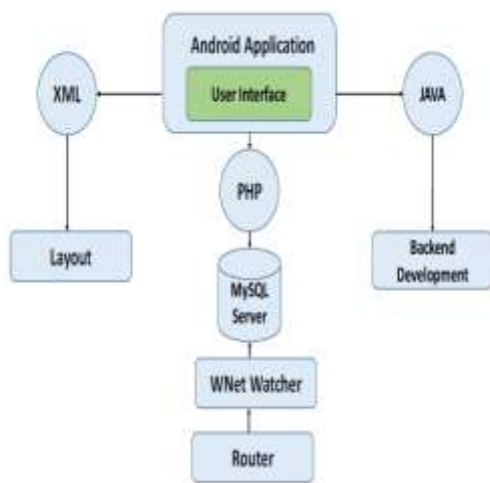 Android Application
User Interface
XML
JAVA
PHP
Layout
Backend
Development
MySQL
Server
WNet Watcher
Router